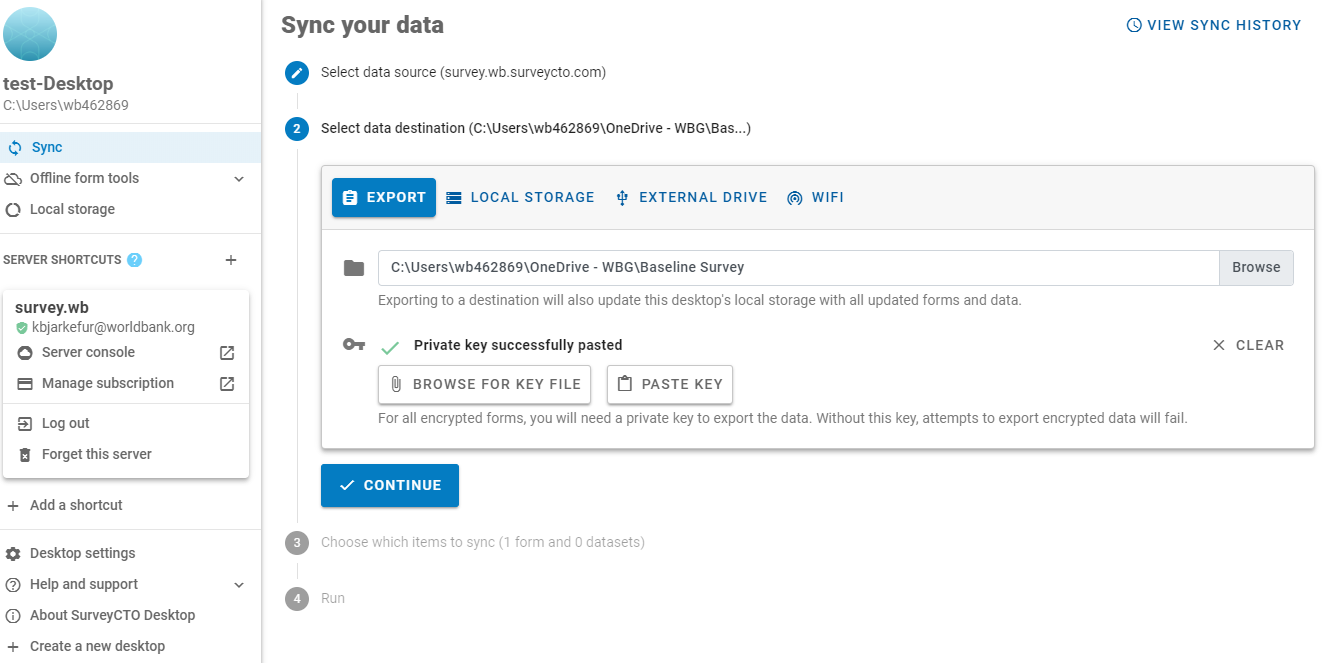 test-Desktop
C:\Users\wb462869
Sync
Offline form tools
Local storage
SERVER SHORTCUTS ?
survey.wb
kbjarkefur@worldbank.org
Server console
Manage subscription
Log out
Forget this server
Add a shortcut
Desktop settings
Help and support
About SurveyCTO Desktop
Create a new desktop
Sync your data
VIEW SYNC HISTORY
Select data source (survey.wb.surveycto.com)
2 Select data destination (C:\Users\wb462869\OneDrive - WBG\Bas...)
EXPORT LOCAL STORAGE EXTERNAL DRIVE WIFI
C:\Users\wb462869\OneDrive - WBG\Baseline Survey Browse
Exporting to a destination will also update this desktop's local storage with all updated forms and data.
Private key successfully pasted CLEAR
BROWSE FOR KEY FILE PASTE KEY
For all encrypted forms, you will need a private key to export the data. Without this key, attempts to export encrypted data will fail.
CONTINUE
3 Choose which items to sync (1 form and 0 datasets)
4 Run